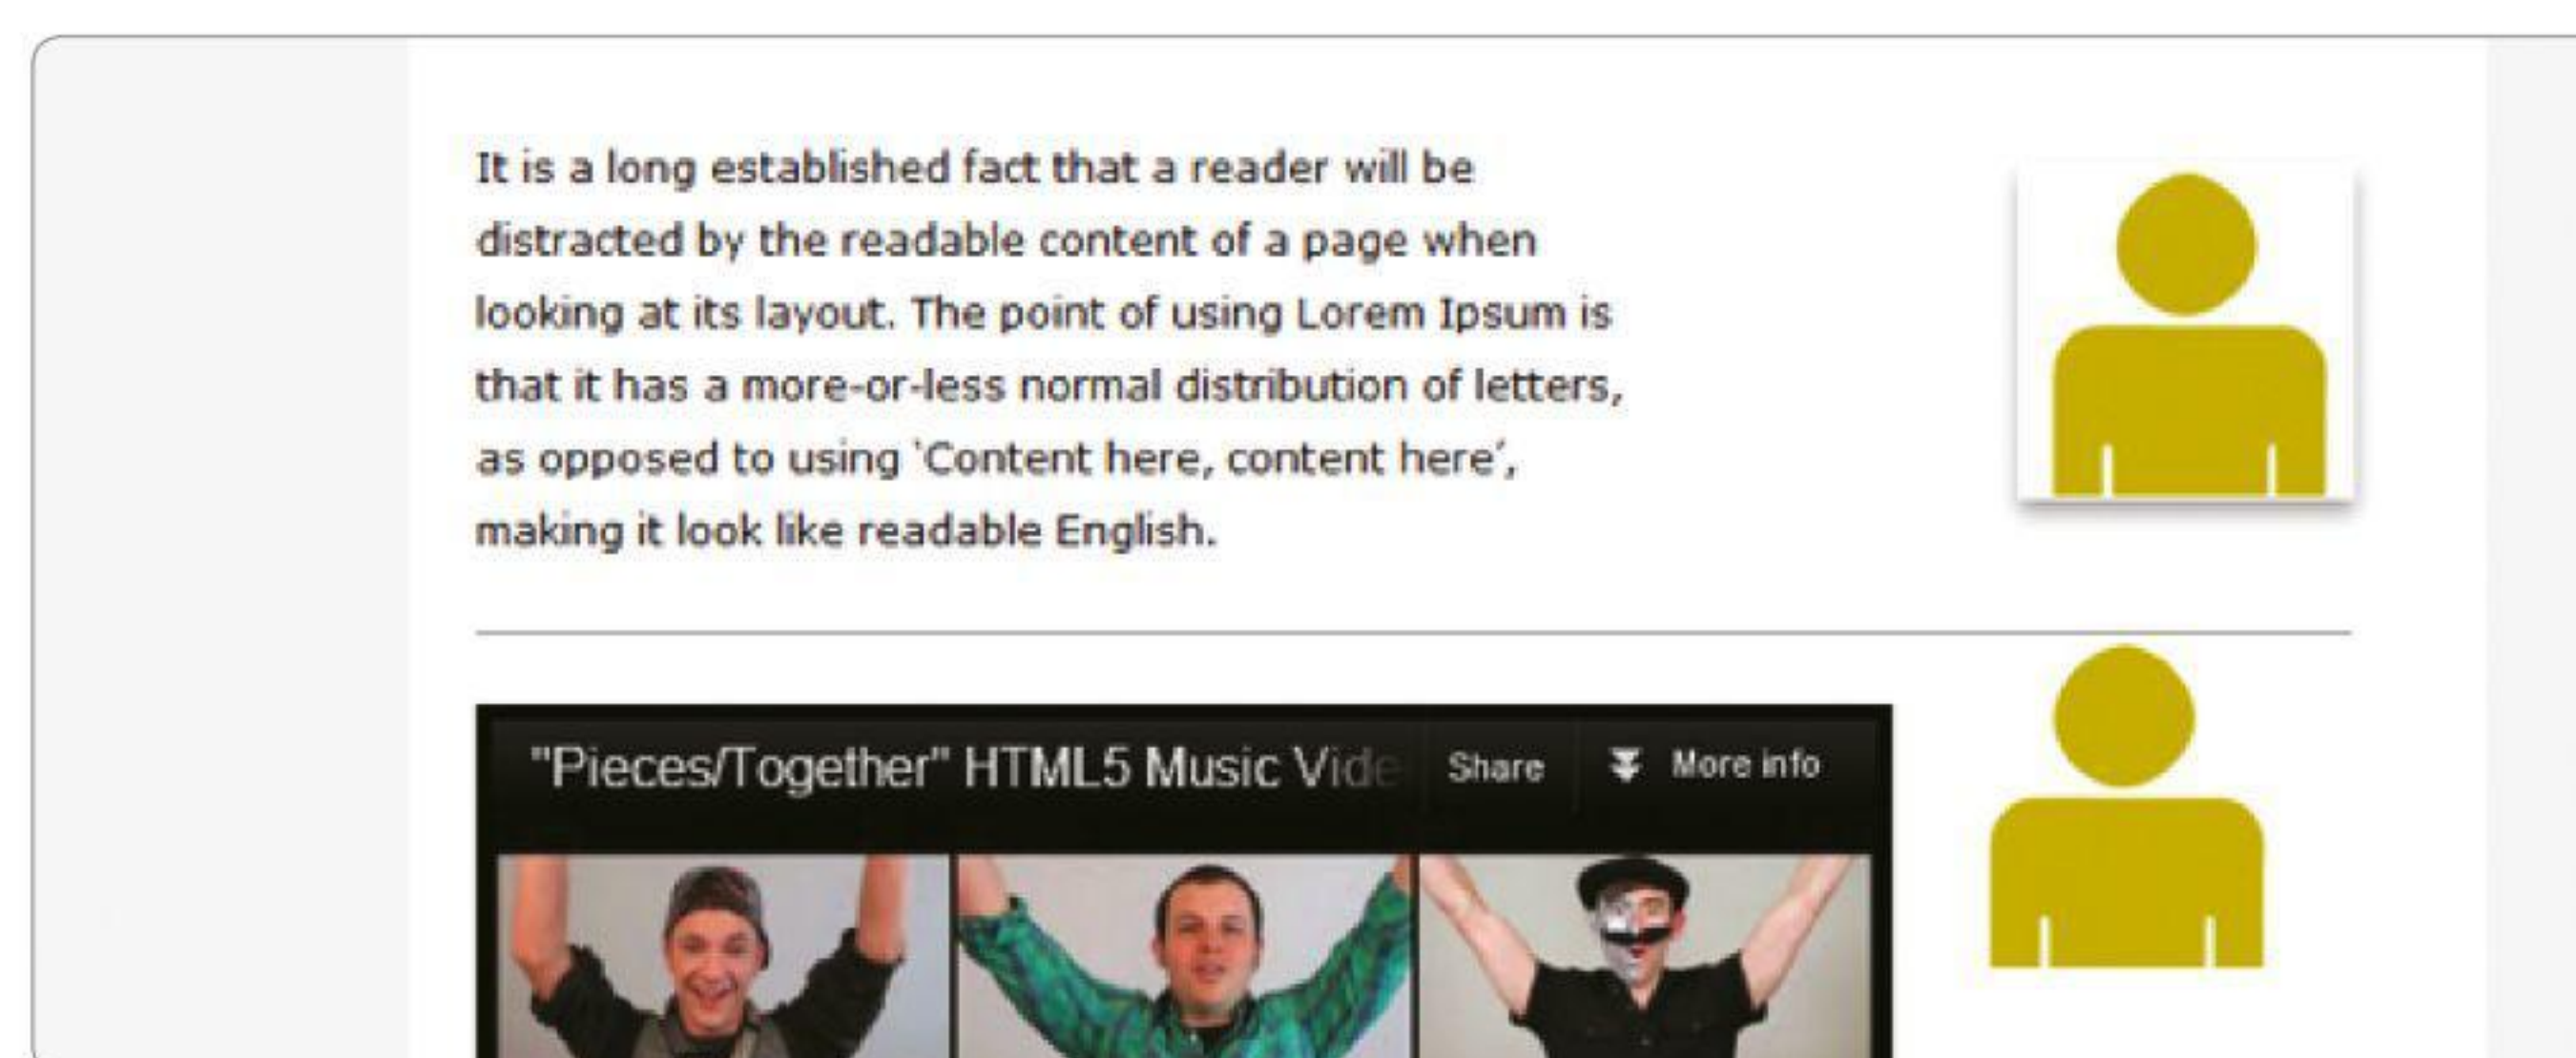 It is a long established fact that a reader will be
distracted by the readable content of a page when
looking at its layout. The point of using Lorem Ipsum is
that it has a more-or-less normal distribution of letters,
as opposed to using ‘Content here, content here’,
making it look like readable English.
"Pieces/Together" HTML5 Music Vide
Share
More info